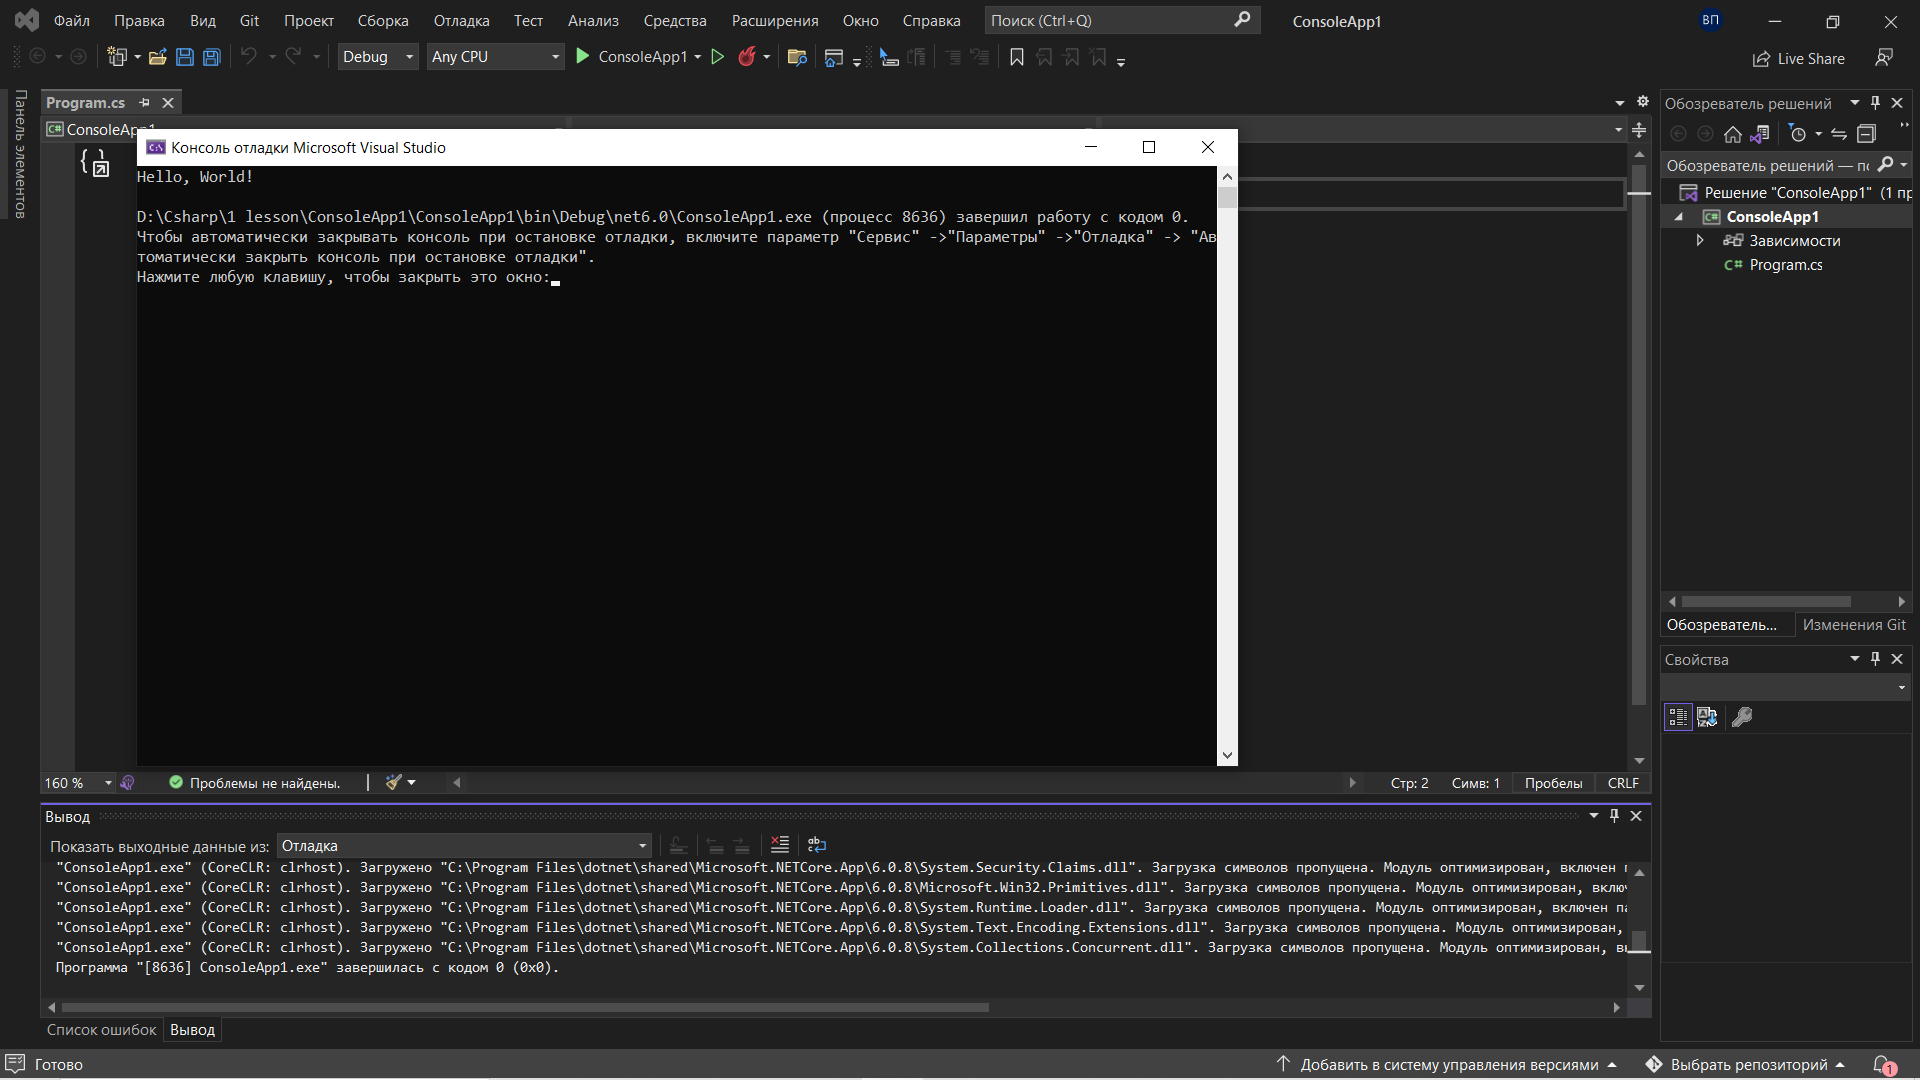 Файл Правка Вид Git Проект Сборка Отладка Тест Анализ Средства Расширения Окно Справка Поиск (Ctrl+Q) ConsoleApp1 ВП
Debug Any CPU ConsoleApp1 Live Share
Панель элементов
Program.cs
C# ConsoleApp1
Консоль отладки Microsoft Visual Studio
Hello, World!
D:\Csharp\1 lesson\ConsoleApp1\ConsoleApp1\bin\Debug\net6.0\ConsoleApp1.exe (процесс 8636) завершил работу с кодом 0.
Чтобы автоматически закрывать консоль при остановке отладки, включите параметр "Сервис" ->"Параметры" ->"Отладка" -> "Ав
томатически закрыть консоль при остановке отладки".
Нажмите любую клавишу, чтобы закрыть это окно:
160 % Проблемы не найдены. Стр: 2 Симв: 1 Пробелы CRLF
Вывод
Показать выходные данные из: Отладка
"ConsoleApp1.exe" (CoreCLR: clrhost). Загружено "C:\Program Files\dotnet\shared\Microsoft.NETCore.App\6.0.8\System.Security.Claims.dll". Загрузка символов пропущена. Модуль оптимизирован, включен
"ConsoleApp1.exe" (CoreCLR: clrhost). Загружено "C:\Program Files\dotnet\shared\Microsoft.NETCore.App\6.0.8\Microsoft.Win32.Primitives.dll". Загрузка символов пропущена. Модуль оптимизирован, вклю
"ConsoleApp1.exe" (CoreCLR: clrhost). Загружено "C:\Program Files\dotnet\shared\Microsoft.NETCore.App\6.0.8\System.Runtime.Loader.dll". Загрузка символов пропущена. Модуль оптимизирован, включен п
"ConsoleApp1.exe" (CoreCLR: clrhost). Загружено "C:\Program Files\dotnet\shared\Microsoft.NETCore.App\6.0.8\System.Text.Encoding.Extensions.dll". Загрузка символов пропущена. Модуль оптимизирован,
"ConsoleApp1.exe" (CoreCLR: clrhost). Загружено "C:\Program Files\dotnet\shared\Microsoft.NETCore.App\6.0.8\System.Collections.Concurrent.dll". Загрузка символов пропущена. Модуль оптимизирован, в
Программа "[8636] ConsoleApp1.exe" завершилась с кодом 0 (0x0).
Список ошибок Вывод
Обозреватель решений
Обозреватель решений — по
Решение "ConsoleApp1" (1 пр
C# ConsoleApp1
Зависимости
C# Program.cs
Обозреватель... Изменения Git
Свойства
Готово Добавить в систему управления версиями Выбрать репозиторий 1